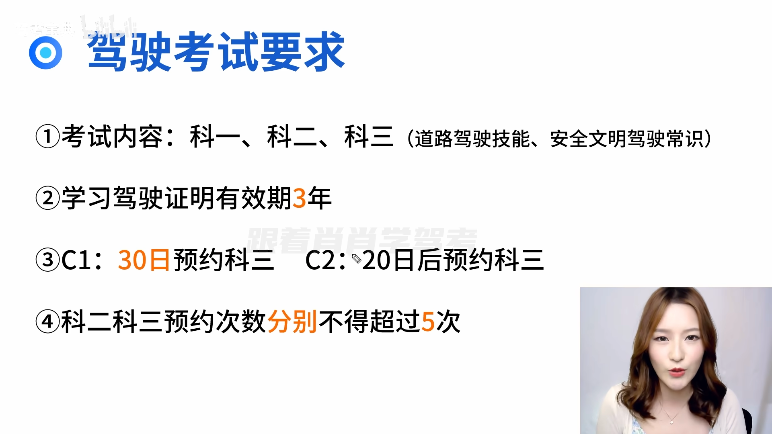 驾驶考试要求
①考试内容：科一、科二、科三（道路驾驶技能、安全文明驾驶常识）
②学习驾驶证明有效期3年
跟着肖肖学驾考
③C1：30日预约科三 C2：20日后预约科三
④科二科三预约次数分别不得超过5次